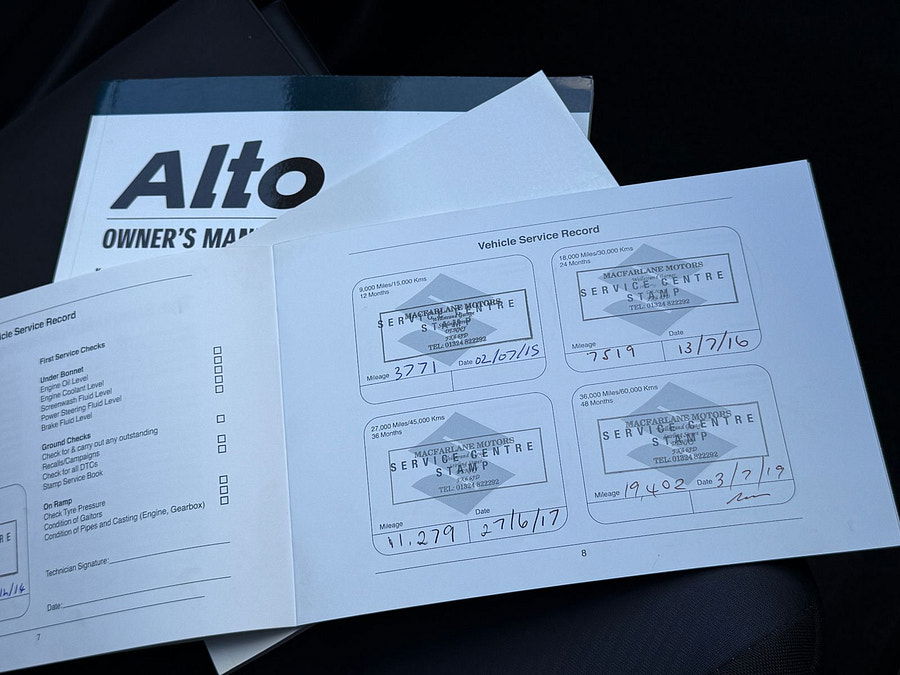 Alto
OWNER'S MAN
Vehicle Service Record
First Service Checks
Under Bonnet
Engine Oil Level
Engine Coolant Level
Screenwash Fluid Level
Power Steering Fluid Level
Brake Fluid Level
Ground Checks
Check for & carry out any outstanding
Recalls/Campaigns
Check for all DTCs
Stamp Service Book
On Ramp
Check Tyre Pressure
Condition of Gaitors
Condition of Pipes and Casting (Engine, Gearbox)
Technician Signature:
Date:
7
Vehicle Service Record
9,000 Miles/15,000 Kms
12 Months
MACFARLANE MOTORS
SERVICE CENTRE
STAMP
TEL: 01324 822292
Mileage 3771 Date 02/07/15
18,000 Miles/30,000 Kms
24 Months
MACFARLANE MOTORS
SERVICE CENTRE
STAMP
TEL: 01324 822292
Mileage 7519 Date 13/7/16
27,000 Miles/45,000 Kms
36 Months
MACFARLANE MOTORS
SERVICE CENTRE
STAMP
TEL: 01324 822292
Mileage 11,279 Date 27/6/17
36,000 Miles/60,000 Kms
48 Months
MACFARLANE MOTORS
SERVICE CENTRE
STAMP
TEL: 01324 822292
Mileage 19,402 Date 3/7/19
8